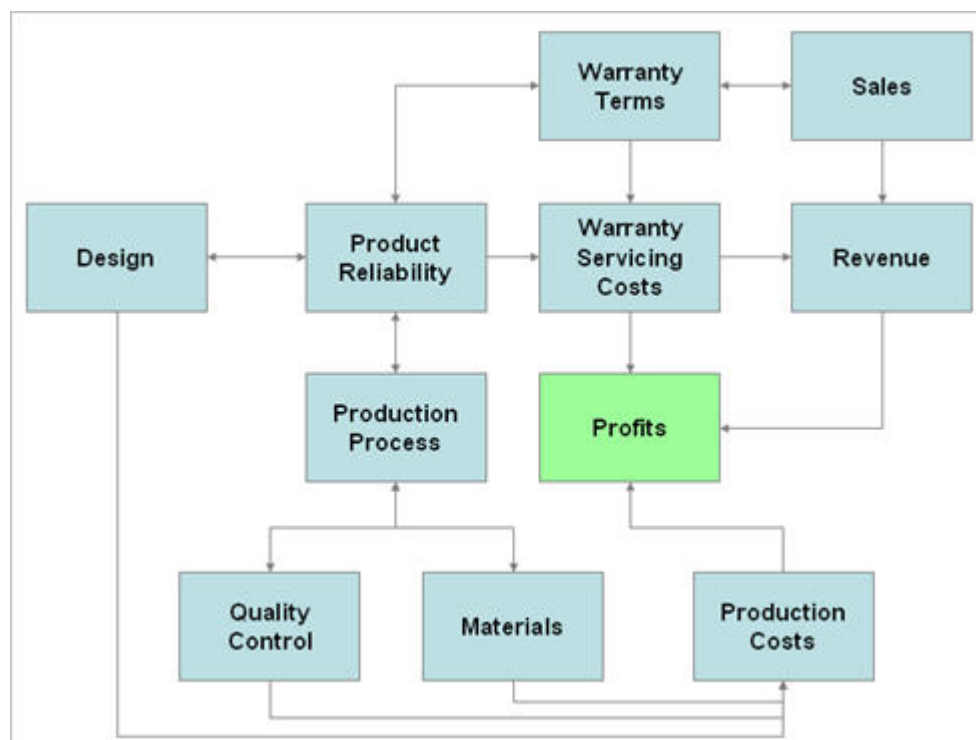 Warranty
Terms
Sales
Design
Product
Reliability
Warranty
Servicing
Costs
Revenue
Production
Process
Profits
Quality
Control
Materials
Production
Costs